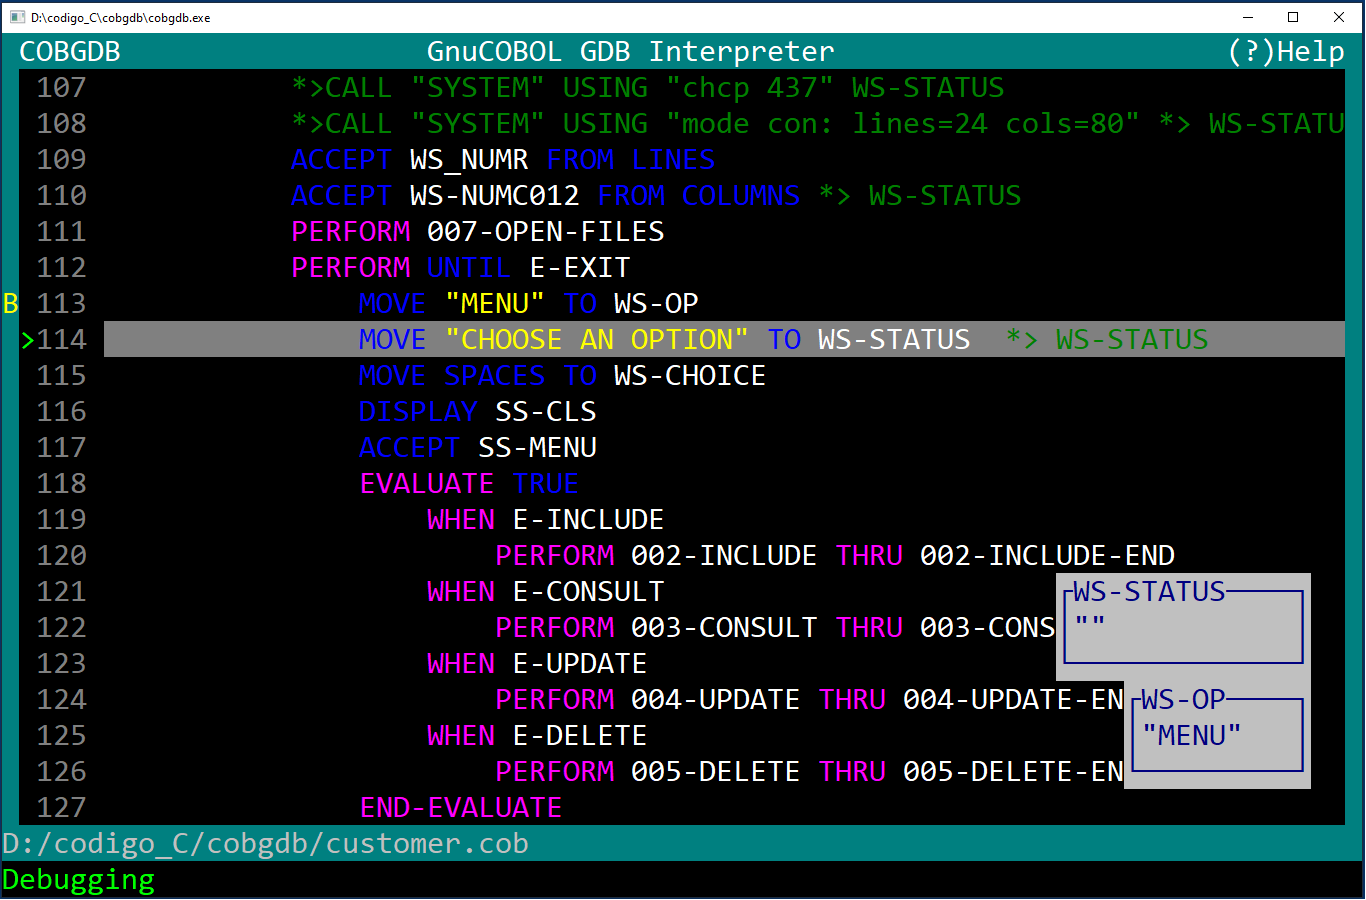 D:\codigo_C\cobgdb\cobgdb.exe
COBGDB GnuCOBOL GDB Interpreter (?)Help
107 *>CALL "SYSTEM" USING "chcp 437" WS-STATUS
108 *>CALL "SYSTEM" USING "mode con: lines=24 cols=80" *> WS-STATU
109 ACCEPT WS_NUMR FROM LINES
110 ACCEPT WS-NUMC012 FROM COLUMNS *> WS-STATUS
111 PERFORM 007-OPEN-FILES
112 PERFORM UNTIL E-EXIT
B 113 MOVE "MENU" TO WS-OP
>114 MOVE "CHOOSE AN OPTION" TO WS-STATUS *> WS-STATUS
115 MOVE SPACES TO WS-CHOICE
116 DISPLAY SS-CLS
117 ACCEPT SS-MENU
118 EVALUATE TRUE
119 WHEN E-INCLUDE
120 PERFORM 002-INCLUDE THRU 002-INCLUDE-END
121 WHEN E-CONSULT WS-STATUS
122 PERFORM 003-CONSULT THRU 003-CONS ""
123 WHEN E-UPDATE
124 PERFORM 004-UPDATE THRU 004-UPDATE-EN WS-OP
125 WHEN E-DELETE "MENU"
126 PERFORM 005-DELETE THRU 005-DELETE-EN
127 END-EVALUATE
D:/codigo_C/cobgdb/customer.cob
Debugging